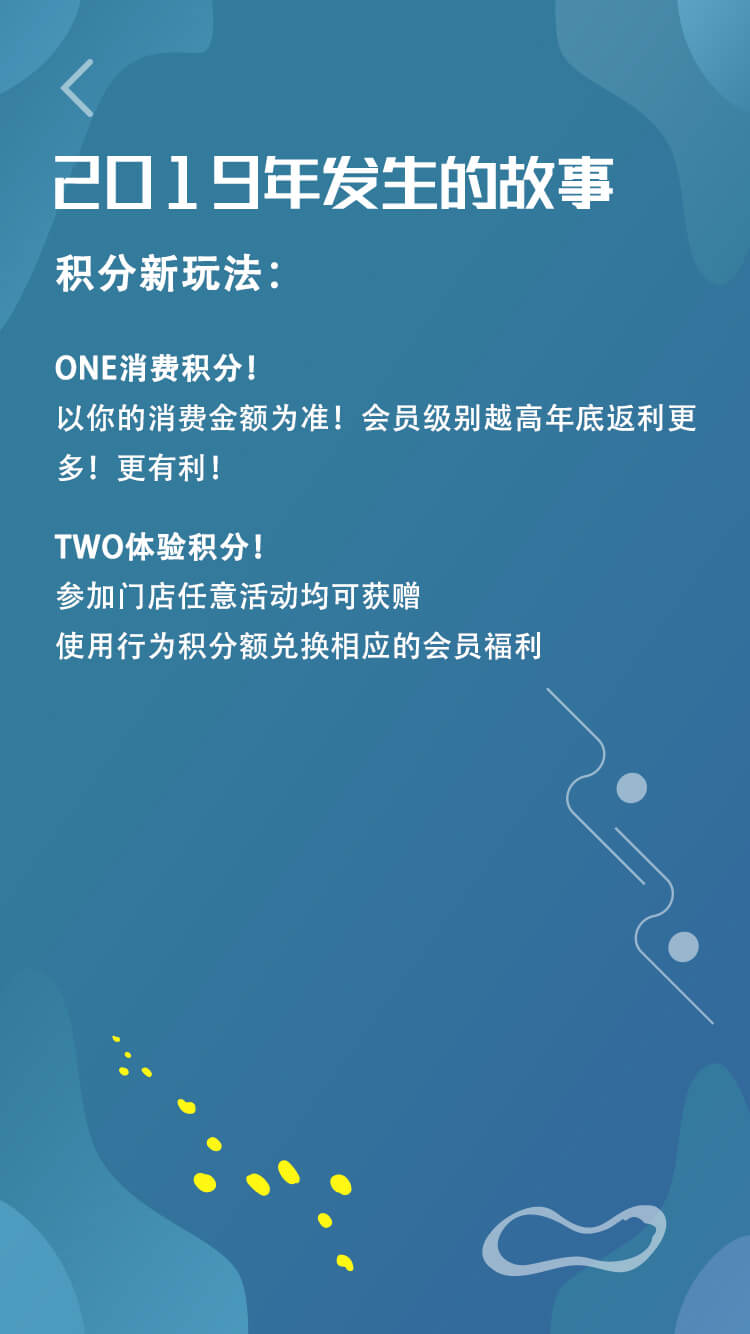 2019年发生的故事
积分新玩法：
ONE消费积分！
以你的消费金额为准！会员级别越高年底返利更
多！更有利！
TWO体验积分！
参加门店任意活动均可获赠
使用行为积分额兑换相应的会员福利